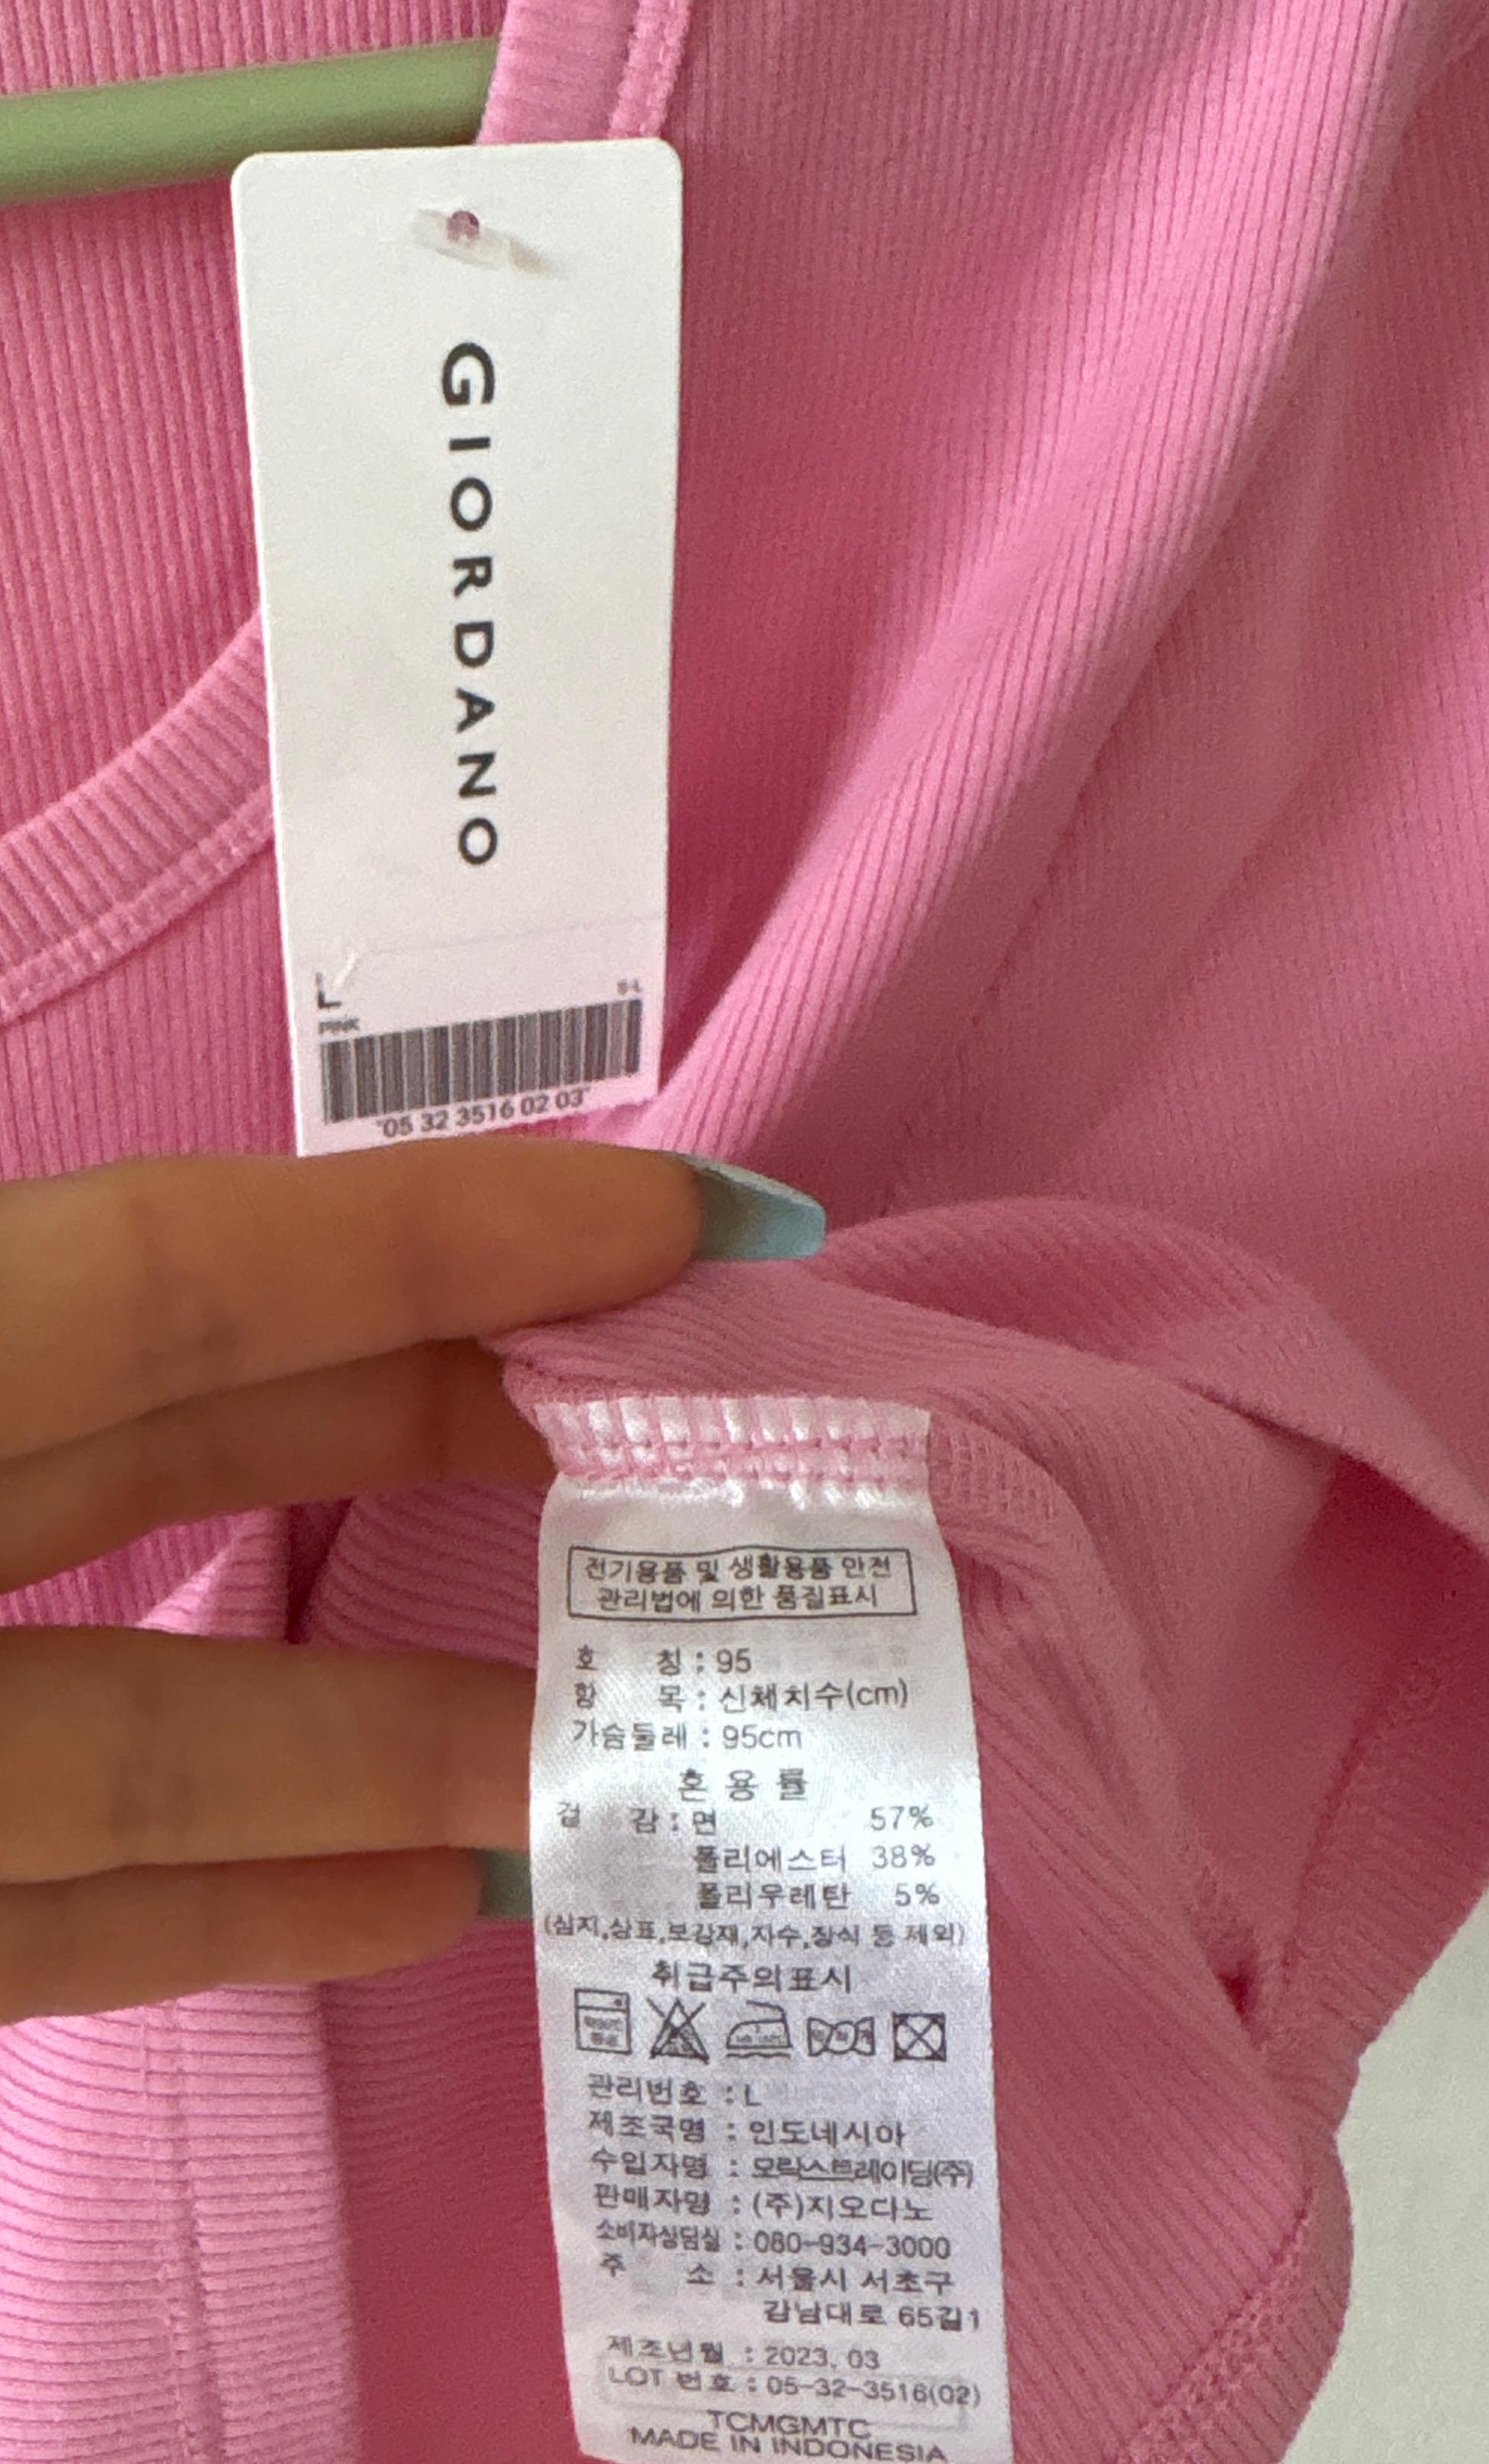 GIORDANO
L
S-L
PINK
*05 32 3516 02 03*
전기용품 및 생활용품 안전
관리법에 의한 품질표시
호 칭 : 95
항 목 : 신체치수(cm)
가슴둘레 : 95cm
혼 용 률
겉 감 : 면 57%
폴리에스터 38%
폴리우레탄 5%
(심지,상표,보강재,자수,장식 등 제외)
취급주의표시
관리번호 : L
제조국명 : 인도네시아
수입자명 : 모락스트레이딩(주)
판매자명 : (주)지오다노
소비자상담실 : 080-934-3000
주 소 : 서울시 서초구
강남대로 65길1
제조년월 : 2023. 03
LOT 번호 : 05-32-3516(02)
TCMGMTC
MADE IN INDONESIA